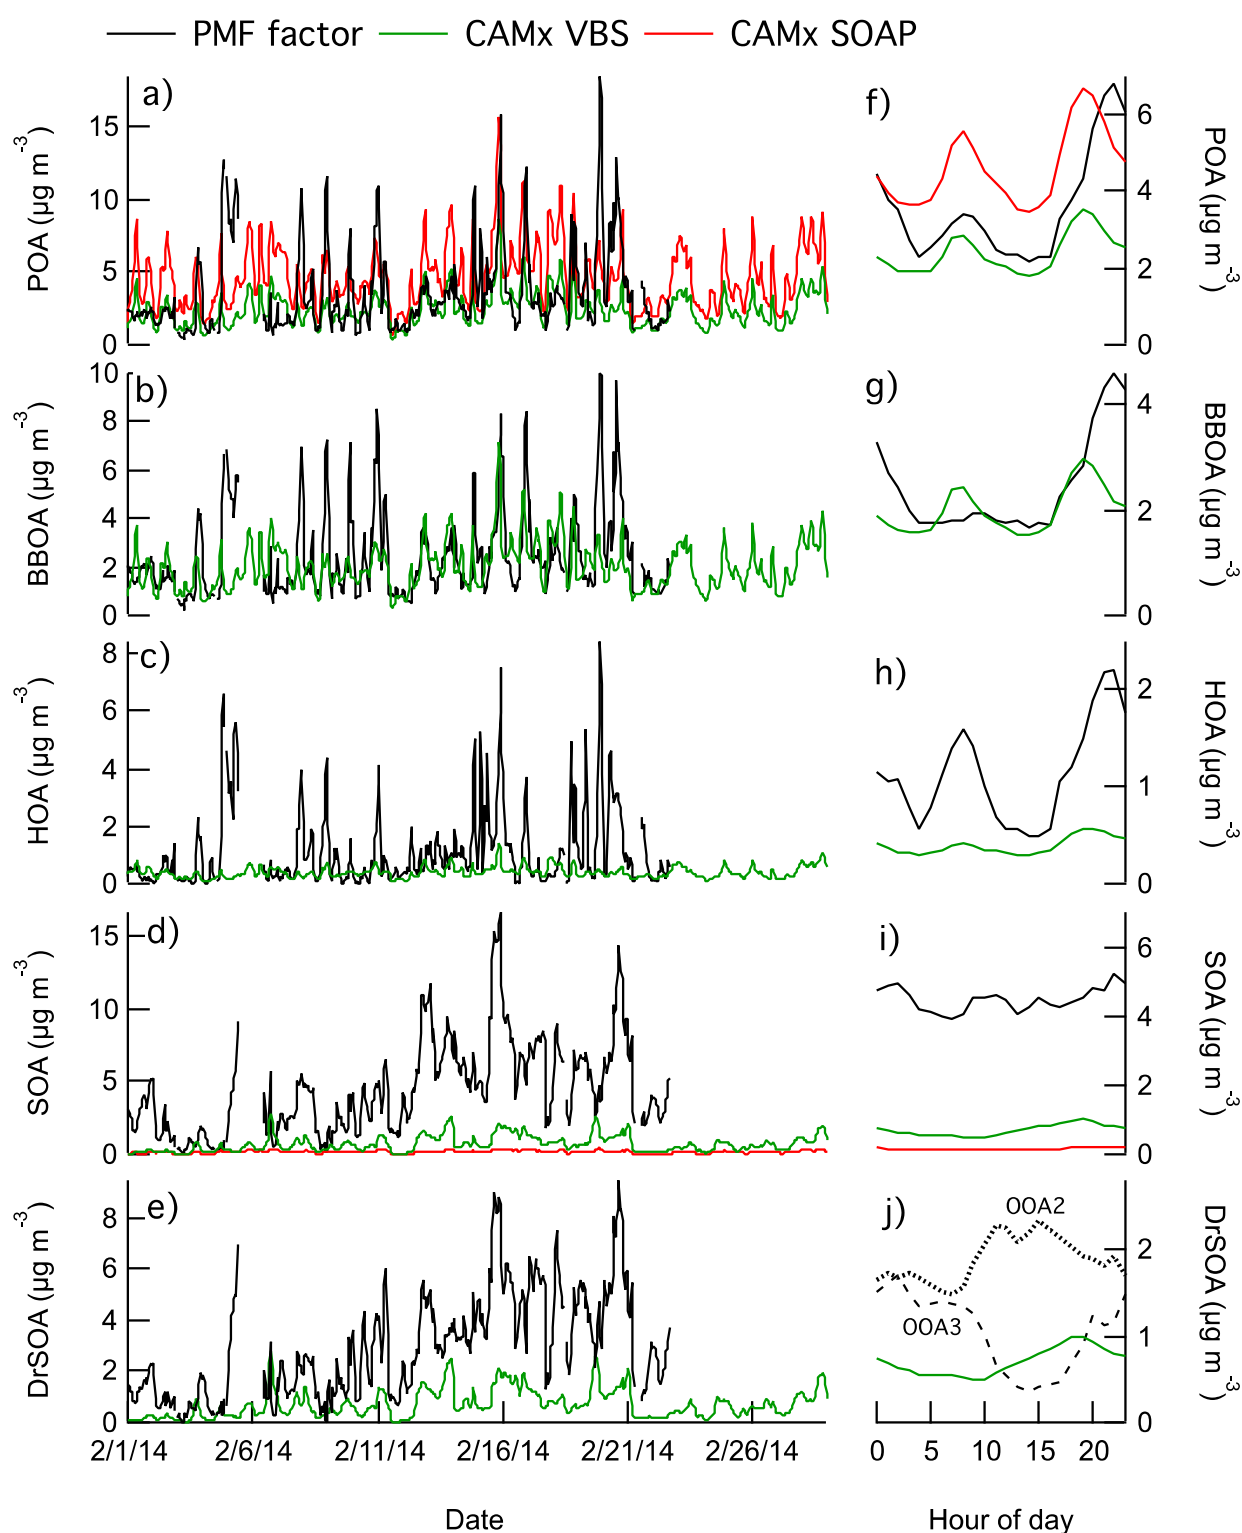 PMF factor CAMx VBS CAMx SOAP
a)
POA (µg m-3)
15
10
5
0
f)
POA (µg m-3)
6
4
2
0
b)
BBOA (µg m-3)
10
8
6
4
2
0
g)
BBOA (µg m-3)
4
2
0
c)
HOA (µg m-3)
8
6
4
2
0
h)
HOA (µg m-3)
2
1
0
d)
SOA (µg m-3)
15
10
5
0
i)
SOA (µg m-3)
6
4
2
0
e)
DrSOA (µg m-3)
8
6
4
2
0
j)
OOA2
OOA3
DrSOA (µg m-3)
2
1
0
2/1/14 2/6/14 2/11/14 2/16/14 2/21/14 2/26/14
0 5 10 15 20
Date
Hour of day